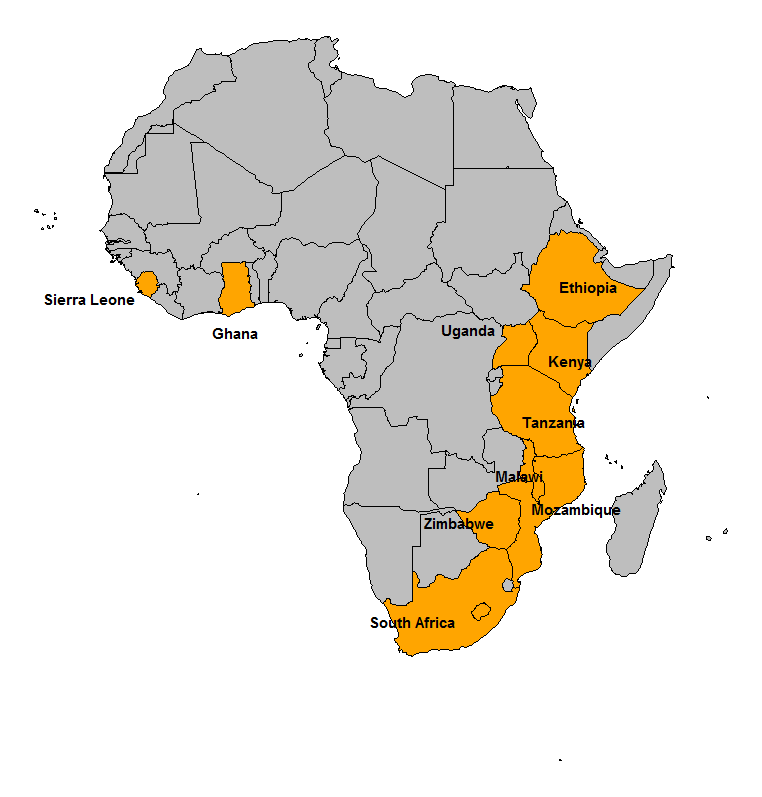 Ethiopia
Sierra Leone
Ghana
Uganda
Kenya
Tanzania
Malawi
Mozambique
Zimbabwe
South Africa